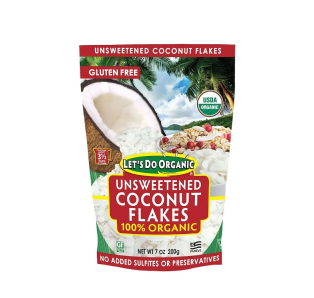 UNSWEETENED COCONUT FLAKES
GLUTEN FREE
USDA
ORGANIC
LET'S DO ORGANIC
UNSWEETENED
COCONUT
FLAKES
100% ORGANIC
NET WT 7 oz 200g
NO ADDED SULFITES OR PRESERVATIVES